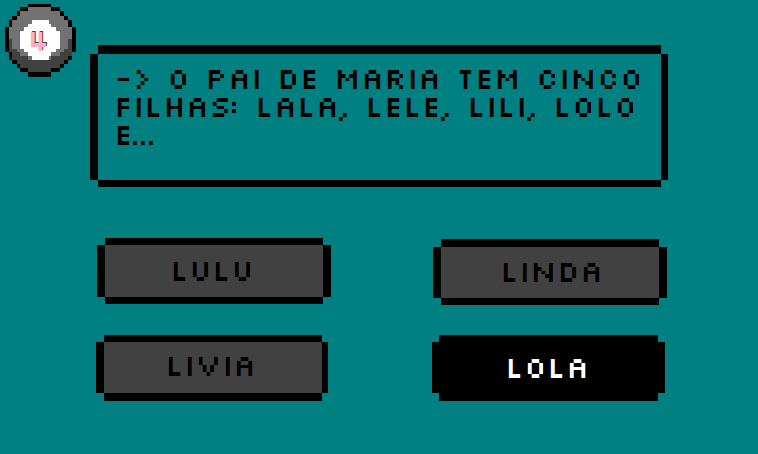 4
-> O PAI DE MARIA TEM CINCO
FILHAS: LALA, LELE, LILI, LOLO
E...
LULU
LINDA
LIVIA
LOLA